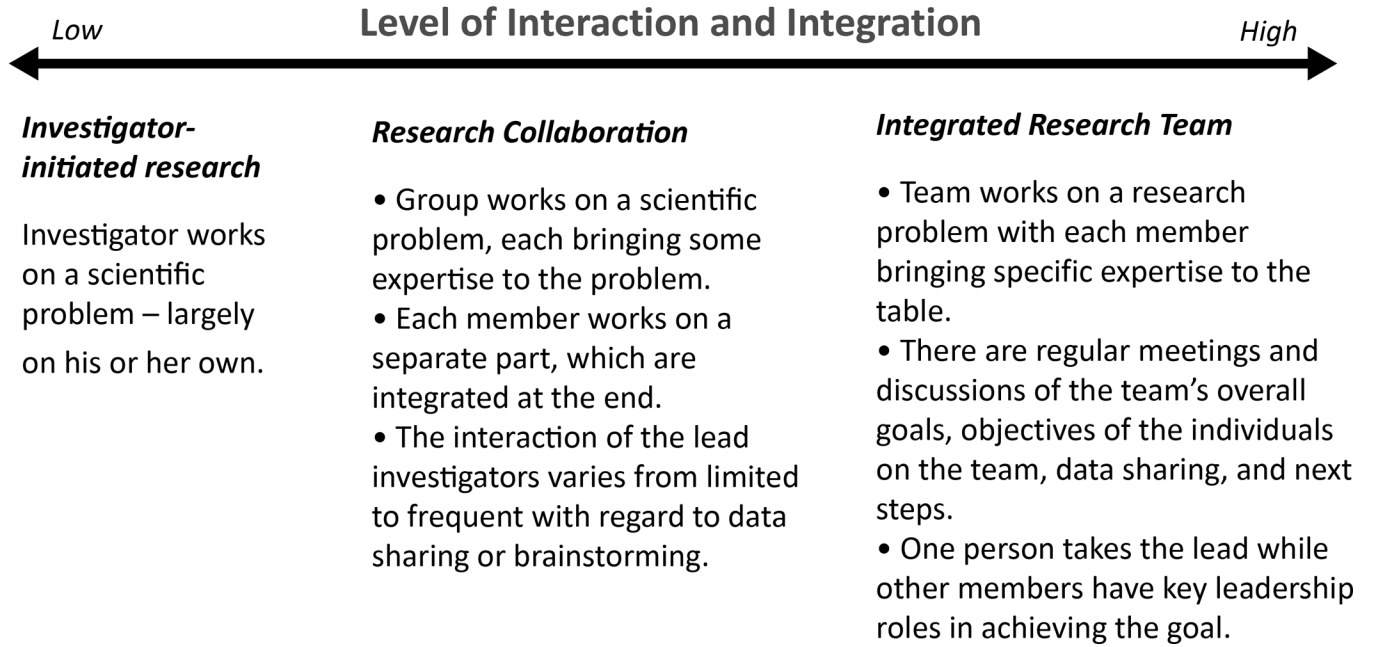 Low
Level of Interaction and Integration
High
Investigator-
initiated research
Investigator works
on a scientific
problem – largely
on his or her own.
Research Collaboration
• Group works on a scientific
problem, each bringing some
expertise to the problem.
• Each member works on a
separate part, which are
integrated at the end.
• The interaction of the lead
investigators varies from limited
to frequent with regard to data
sharing or brainstorming.
Integrated Research Team
• Team works on a research
problem with each member
bringing specific expertise to the
table.
• There are regular meetings and
discussions of the team’s overall
goals, objectives of the individuals
on the team, data sharing, and next
steps.
• One person takes the lead while
other members have key leadership
roles in achieving the goal.